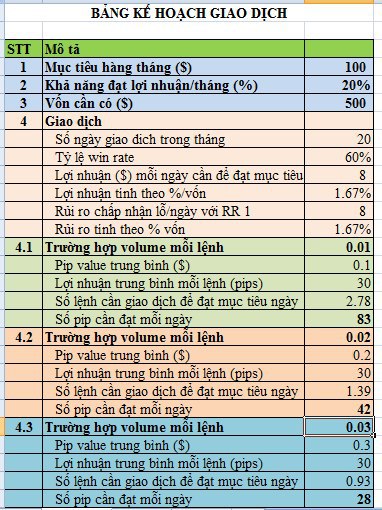 BẢNG KẾ HOẠCH GIAO DỊCH
STT Mô tả
1 Mục tiêu hàng tháng ($) 100
2 Khả năng đạt lợi nhuận/tháng (%) 20%
3 Vốn cần có ($) 500
4 Giao dịch
Số ngày giao dich trong tháng 20
Tỷ lệ win rate 60%
Lợi nhuận ($) mỗi ngày cần để đạt mục tiêu 8
Lợi nhuận tính theo %/vốn 1.67%
Rủi ro chấp nhận lỗ/ngày với RR 1 8
Rủi ro tính theo % vốn 1.67%
4.1 Trường hợp volume mỗi lệnh 0.01
Pip value trung bình ($) 0.1
Lợi nhuận trung bình mỗi lệnh (pips) 30
Số lệnh cần giao dịch để đạt mục tiêu ngày 2.78
Số pip cần đạt mỗi ngày 83
4.2 Trường hợp volume mỗi lệnh 0.02
Pip value trung bình ($) 0.2
Lợi nhuận trung bình mỗi lệnh (pips) 30
Số lệnh cần giao dịch để đạt mục tiêu ngày 1.39
Số pip cần đạt mỗi ngày 42
4.3 Trường hợp volume mỗi lệnh 0.03
Pip value trung bình ($) 0.3
Lợi nhuận trung bình mỗi lệnh (pips) 30
Số lệnh cần giao dịch để đạt mục tiêu ngày 0.93
Số pip cần đạt mỗi ngày 28